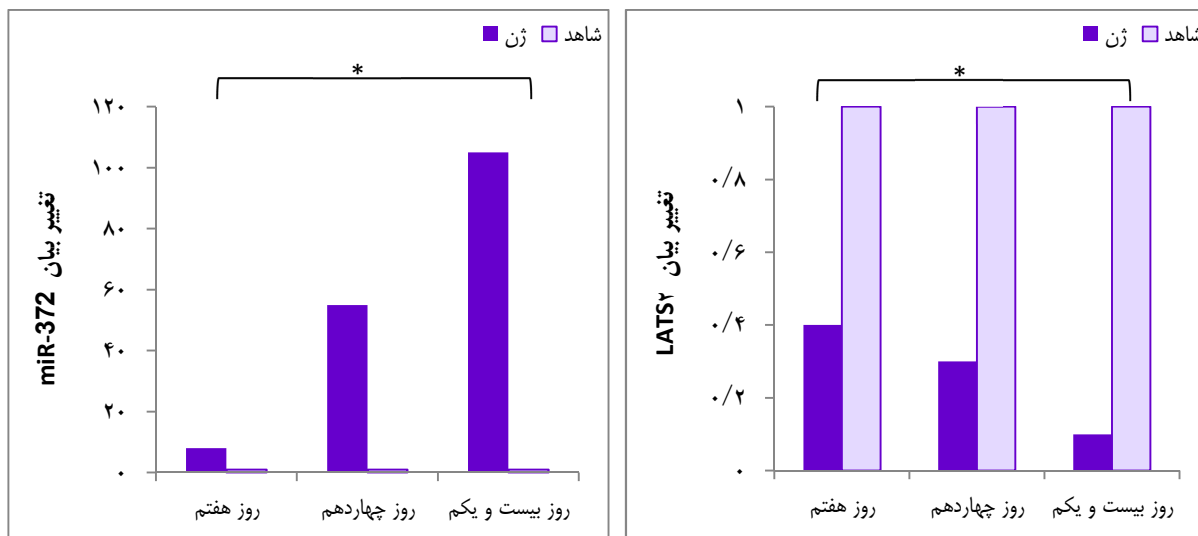 ژن شاهد
*
تغییر بیان miR-372
۱۲۰
۱۰۰
۸۰
۶۰
۴۰
۲۰
۰
روز هفتم
روز چهاردهم
روز بیست و یکم
ژن شاهد
*
تغییر بیان LATS۲
۱
۰/۸
۰/۶
۰/۴
۰/۲
۰
روز هفتم
روز چهاردهم
روز بیست و یکم